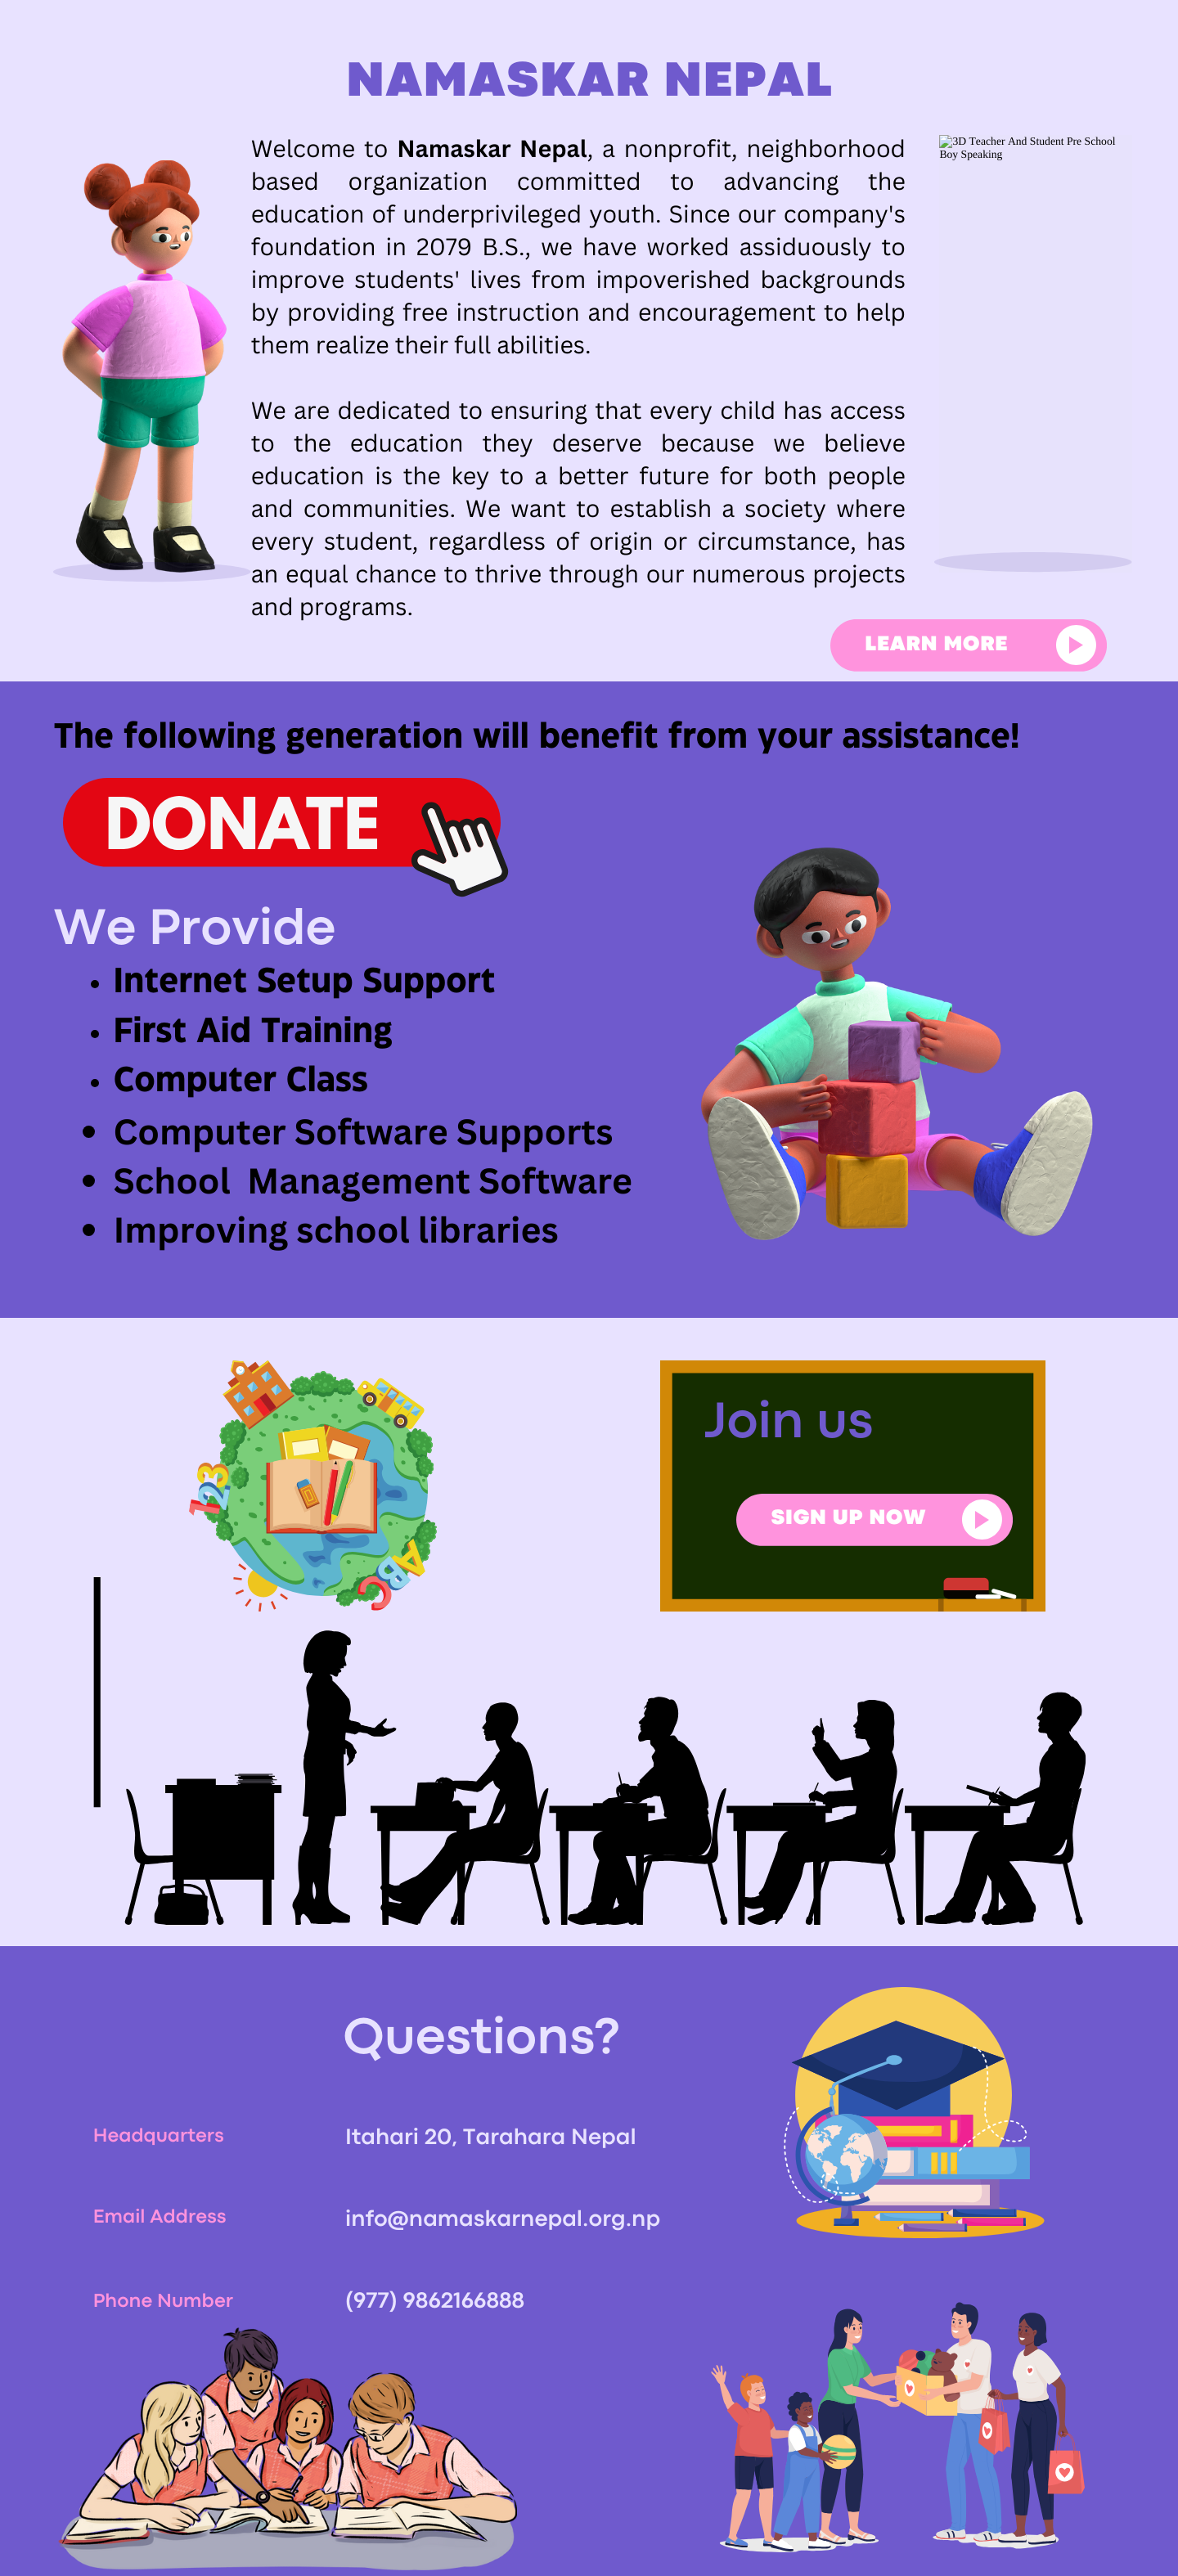 NAMASKAR NEPAL
Welcome to Namaskar Nepal, a nonprofit, neighborhood
based organization committed to advancing the
education of underprivileged youth. Since our company's
foundation in 2079 B.S., we have worked assiduously to
improve students' lives from impoverished backgrounds
by providing free instruction and encouragement to help
them realize their full abilities.
We are dedicated to ensuring that every child has access
to the education they deserve because we believe
education is the key to a better future for both people
and communities. We want to establish a society where
every student, regardless of origin or circumstance, has
an equal chance to thrive through our numerous projects
and programs.
3D Teacher And Student Pre School
Boy Speaking
LEARN MORE
The following generation will benefit from your assistance!
DONATE
We Provide
• Internet Setup Support
• First Aid Training
• Computer Class
• Computer Software Supports
• School  Management Software
• Improving school libraries
123
ABC
Join us
SIGN UP NOW
Questions?
Headquarters
Itahari 20, Tarahara Nepal
Email Address
info@namaskarnepal.org.np
Phone Number
(977) 9862166888